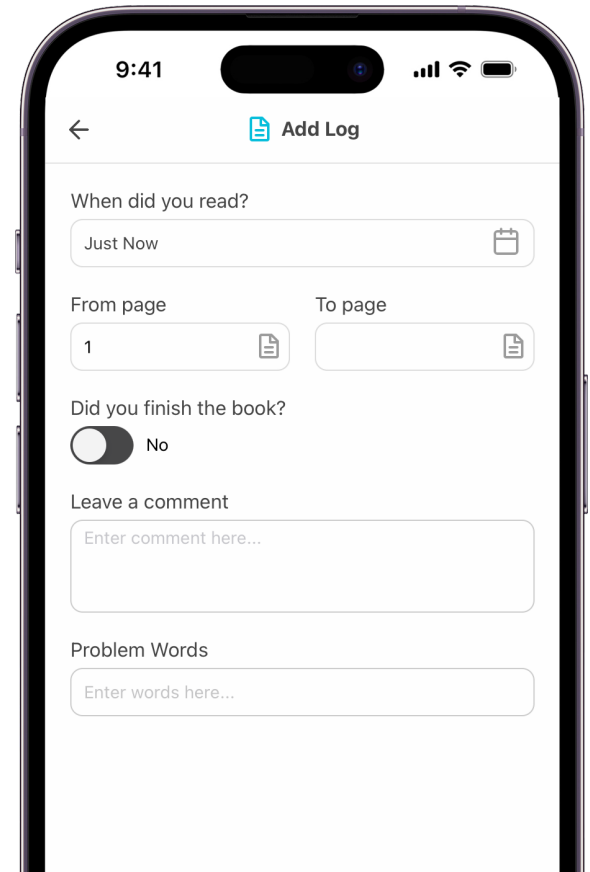 9:41
Add Log
When did you read?
Just Now
From page
To page
1
Did you finish the book?
No
Leave a comment
Enter comment here...
Problem Words
Enter words here...